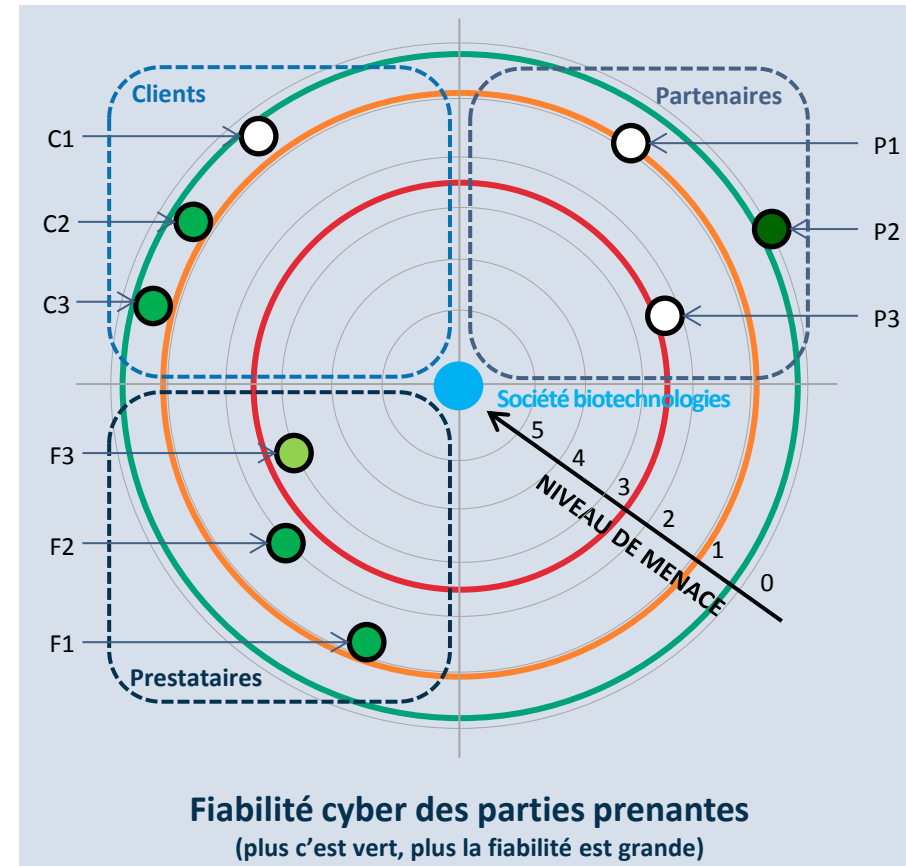 Clients
Partenaires
C1
P1
C2
P2
C3
P3
Société biotechnologies
5
4
3
2
1
0
NIVEAU DE MENACE
F3
F2
F1
Prestataires
Fiabilité cyber des parties prenantes
(plus c’est vert, plus la fiabilité est grande)